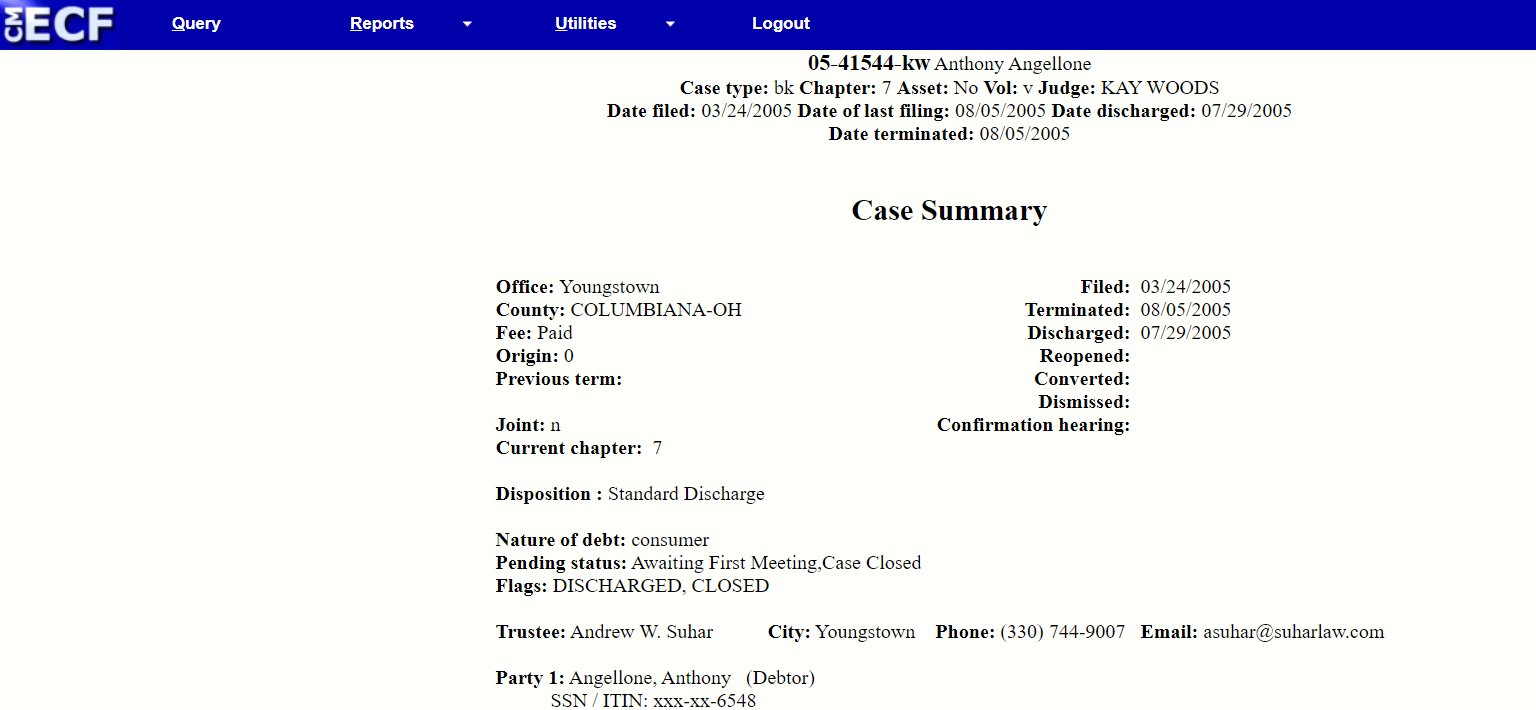 CM ECF Query Reports Utilities Logout
05-41544-kw Anthony Angellone
Case type: bk Chapter: 7 Asset: No Vol: v Judge: KAY WOODS
Date filed: 03/24/2005 Date of last filing: 08/05/2005 Date discharged: 07/29/2005
Date terminated: 08/05/2005
Case Summary
Office: Youngstown Filed: 03/24/2005
County: COLUMBIANA-OH Terminated: 08/05/2005
Fee: Paid Discharged: 07/29/2005
Origin: 0 Reopened:
Previous term: Converted:
Dismissed:
Joint: n Confirmation hearing:
Current chapter: 7
Disposition : Standard Discharge
Nature of debt: consumer
Pending status: Awaiting First Meeting,Case Closed
Flags: DISCHARGED, CLOSED
Trustee: Andrew W. Suhar City: Youngstown Phone: (330) 744-9007 Email: asuhar@suharlaw.com
Party 1: Angellone, Anthony (Debtor)
SSN / ITIN: xxx-xx-6548